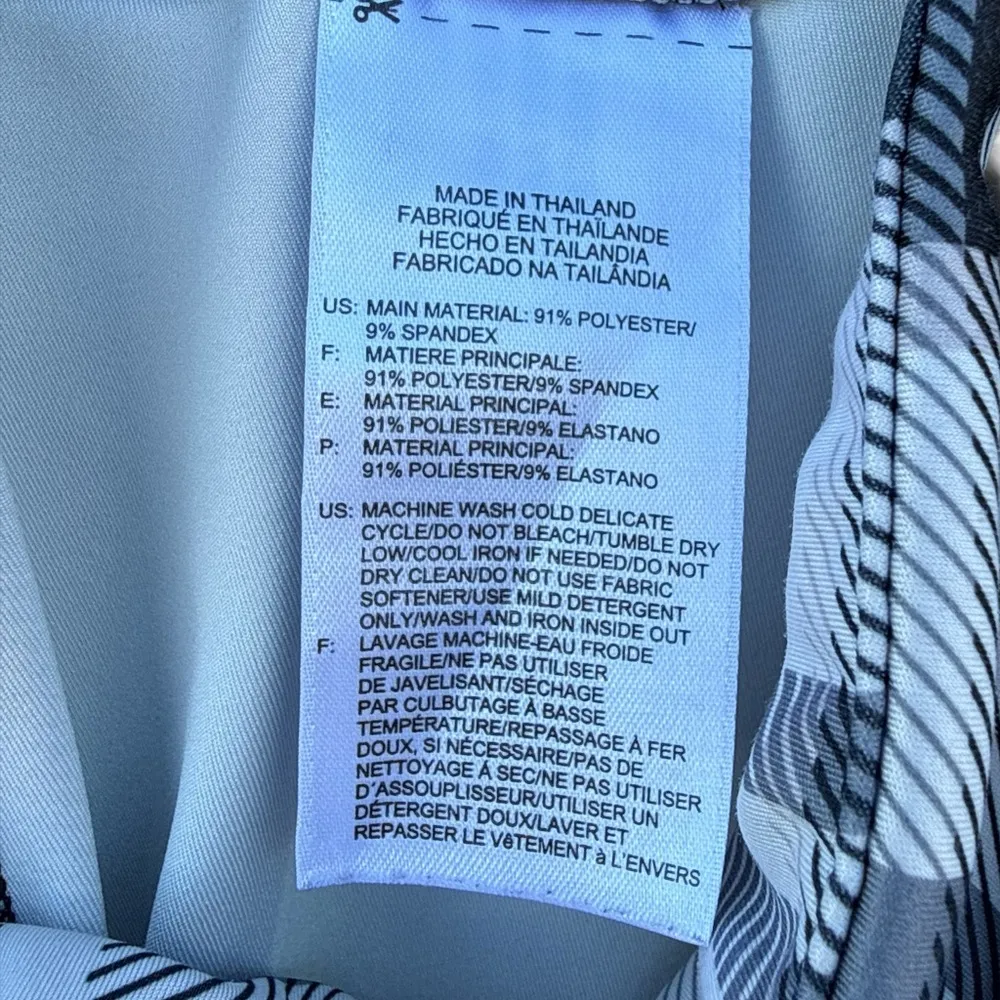 MADE IN THAILAND
FABRIQUÉ EN THAÏLANDE
HECHO EN TAILANDIA
FABRICADO NA TAILÂNDIA
US: MAIN MATERIAL: 91% POLYESTER/
9% SPANDEX
F: MATIERE PRINCIPALE:
91% POLYESTER/9% SPANDEX
E: MATERIAL PRINCIPAL:
91% POLIESTER/9% ELASTANO
P: MATERIAL PRINCIPAL:
91% POLIÉSTER/9% ELASTANO
US: MACHINE WASH COLD DELICATE
CYCLE/DO NOT BLEACH/TUMBLE DRY
LOW/COOL IRON IF NEEDED/DO NOT
DRY CLEAN/DO NOT USE FABRIC
SOFTENER/USE MILD DETERGENT
ONLY/WASH AND IRON INSIDE OUT
F: LAVAGE MACHINE-EAU FROIDE
FRAGILE/NE PAS UTILISER
DE JAVELISANT/SÉCHAGE
PAR CULBUTAGE À BASSE
TEMPÉRATURE/REPASSAGE À FER
DOUX, SI NÉCESSAIRE/PAS DE
NETTOYAGE À SEC/NE PAS UTILISER
D'ASSOUPLISSEUR/UTILISER UN
DÉTERGENT DOUX/LAVER ET
REPASSER LE VêTEMENT à L'ENVERS